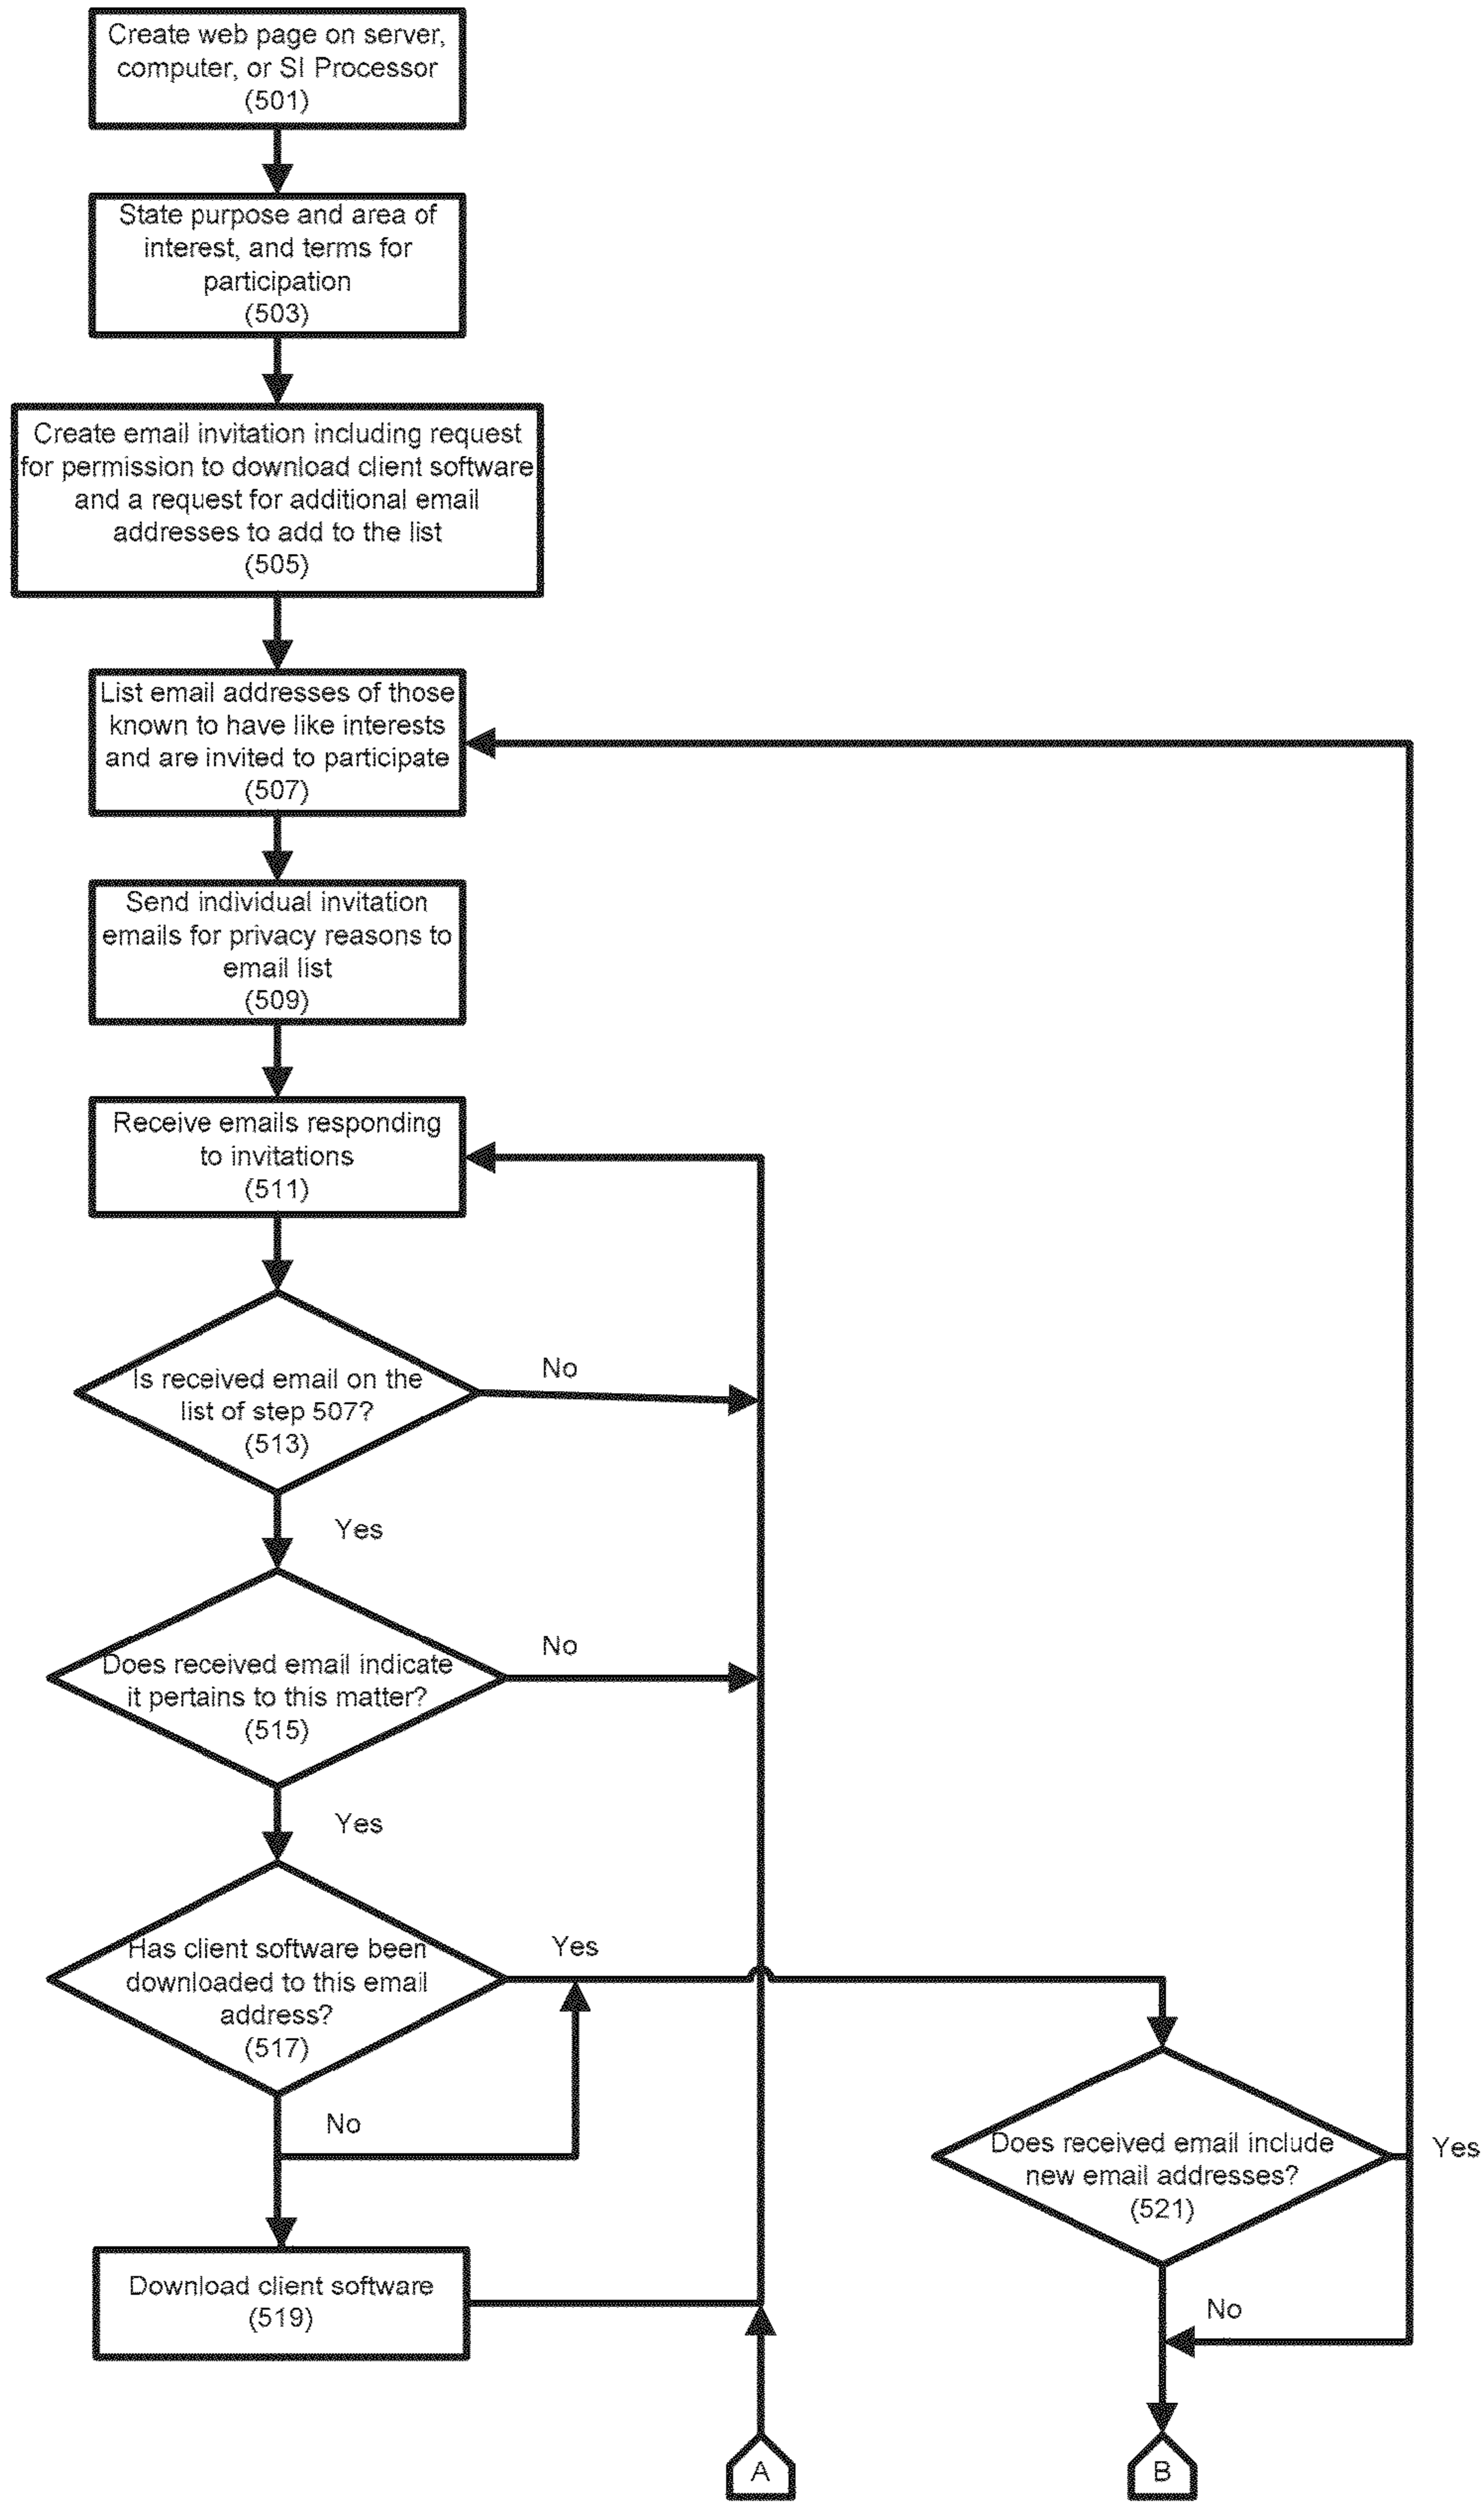 Create web page on server,
computer, or SI Processor
(501)
State purpose and area of
interest, and terms for
participation
(503)
Create email invitation including request
for permission to download client software
and a request for additional email
addresses to add to the list
(505)
List email addresses of those
known to have like interests
and are invited to participate
(507)
Send individual invitation
emails for privacy reasons to
email list
(509)
Receive emails responding
to invitations
(511)
Is received email on the
list of step 507?
(513)
No
Yes
Does received email indicate
it pertains to this matter?
(515)
No
Yes
Has client software been
downloaded to this email
address?
(517)
Yes
No
Download client software
(519)
Does received email include
new email addresses?
(521)
Yes
No
A
B